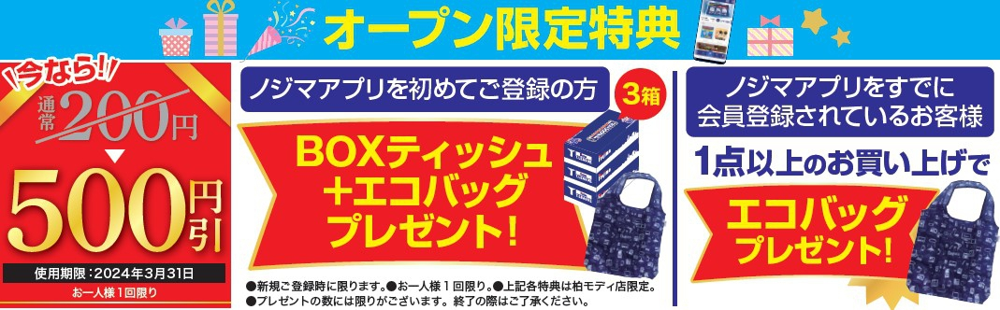 オープン限定特典
今なら!!
通常200円
500円引
使用期限：2024年3月31日
お一人様1回限り
ノジマアプリを初めてご登録の方
3箱
BOXティッシュ
＋エコバッグ
プレゼント！
●新規ご登録時に限ります。●お一人様1回限り。●上記各特典は柏モディ店限定。
●プレゼントの数には限りがございます。終了の際はご了承ください。
ノジマアプリをすでに
会員登録されているお客様
1点以上のお買い上げで
エコバッグ
プレゼント！